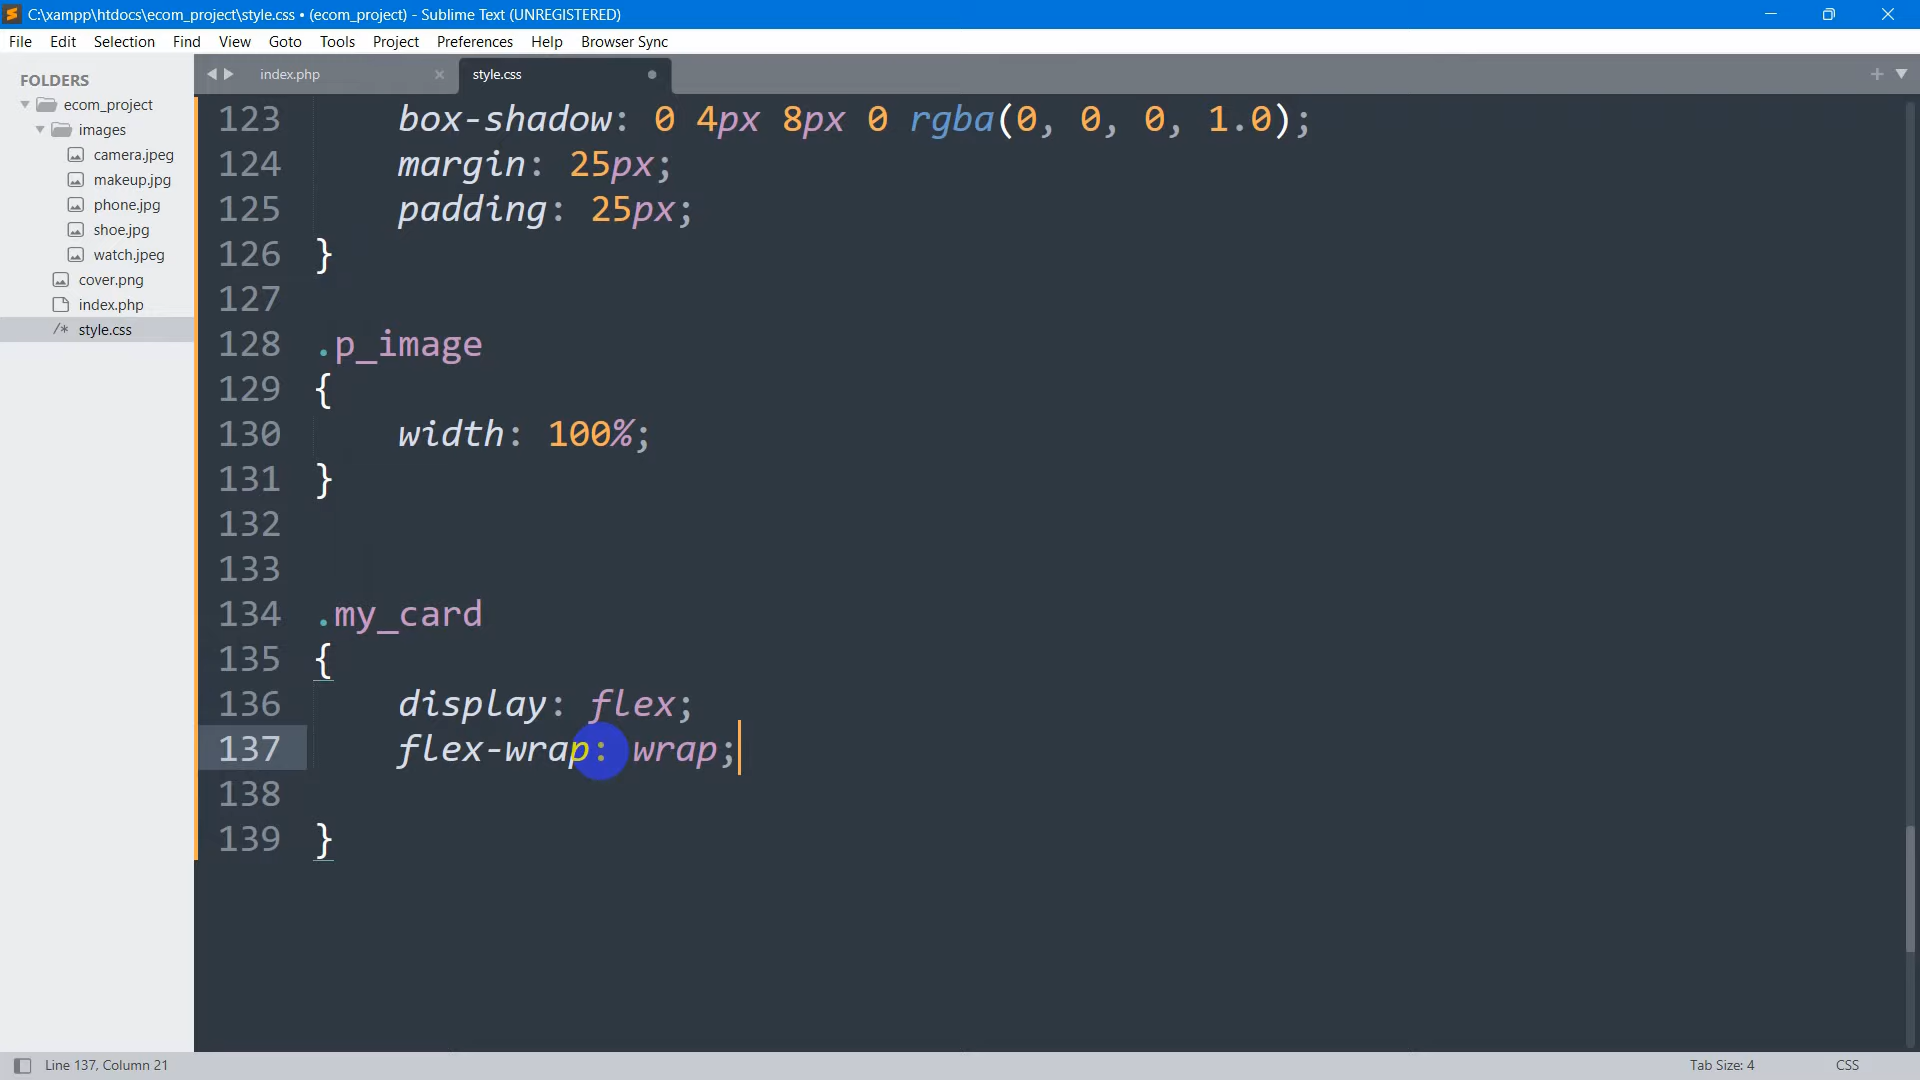 C:\xampp\htdocs\ecom_project\style.css • (ecom_project) - Sublime Text (UNREGISTERED)
File Edit Selection Find View Goto Tools Project Preferences Help Browser Sync
FOLDERS
ecom_project
images
camera.jpeg
makeup.jpg
phone.jpg
shoe.jpg
watch.jpeg
cover.png
index.php
/* style.css
index.php
style.css
123 box-shadow: 0 4px 8px 0 rgba(0, 0, 0, 1.0);
124 margin: 25px;
125 padding: 25px;
126 }
127
128 .p_image
129 {
130 width: 100%;
131 }
132
133
134 .my_card
135 {
136 display: flex;
137 flex-wrap: wrap;
138
139 }
Line 137, Column 21
Tab Size: 4
CSS